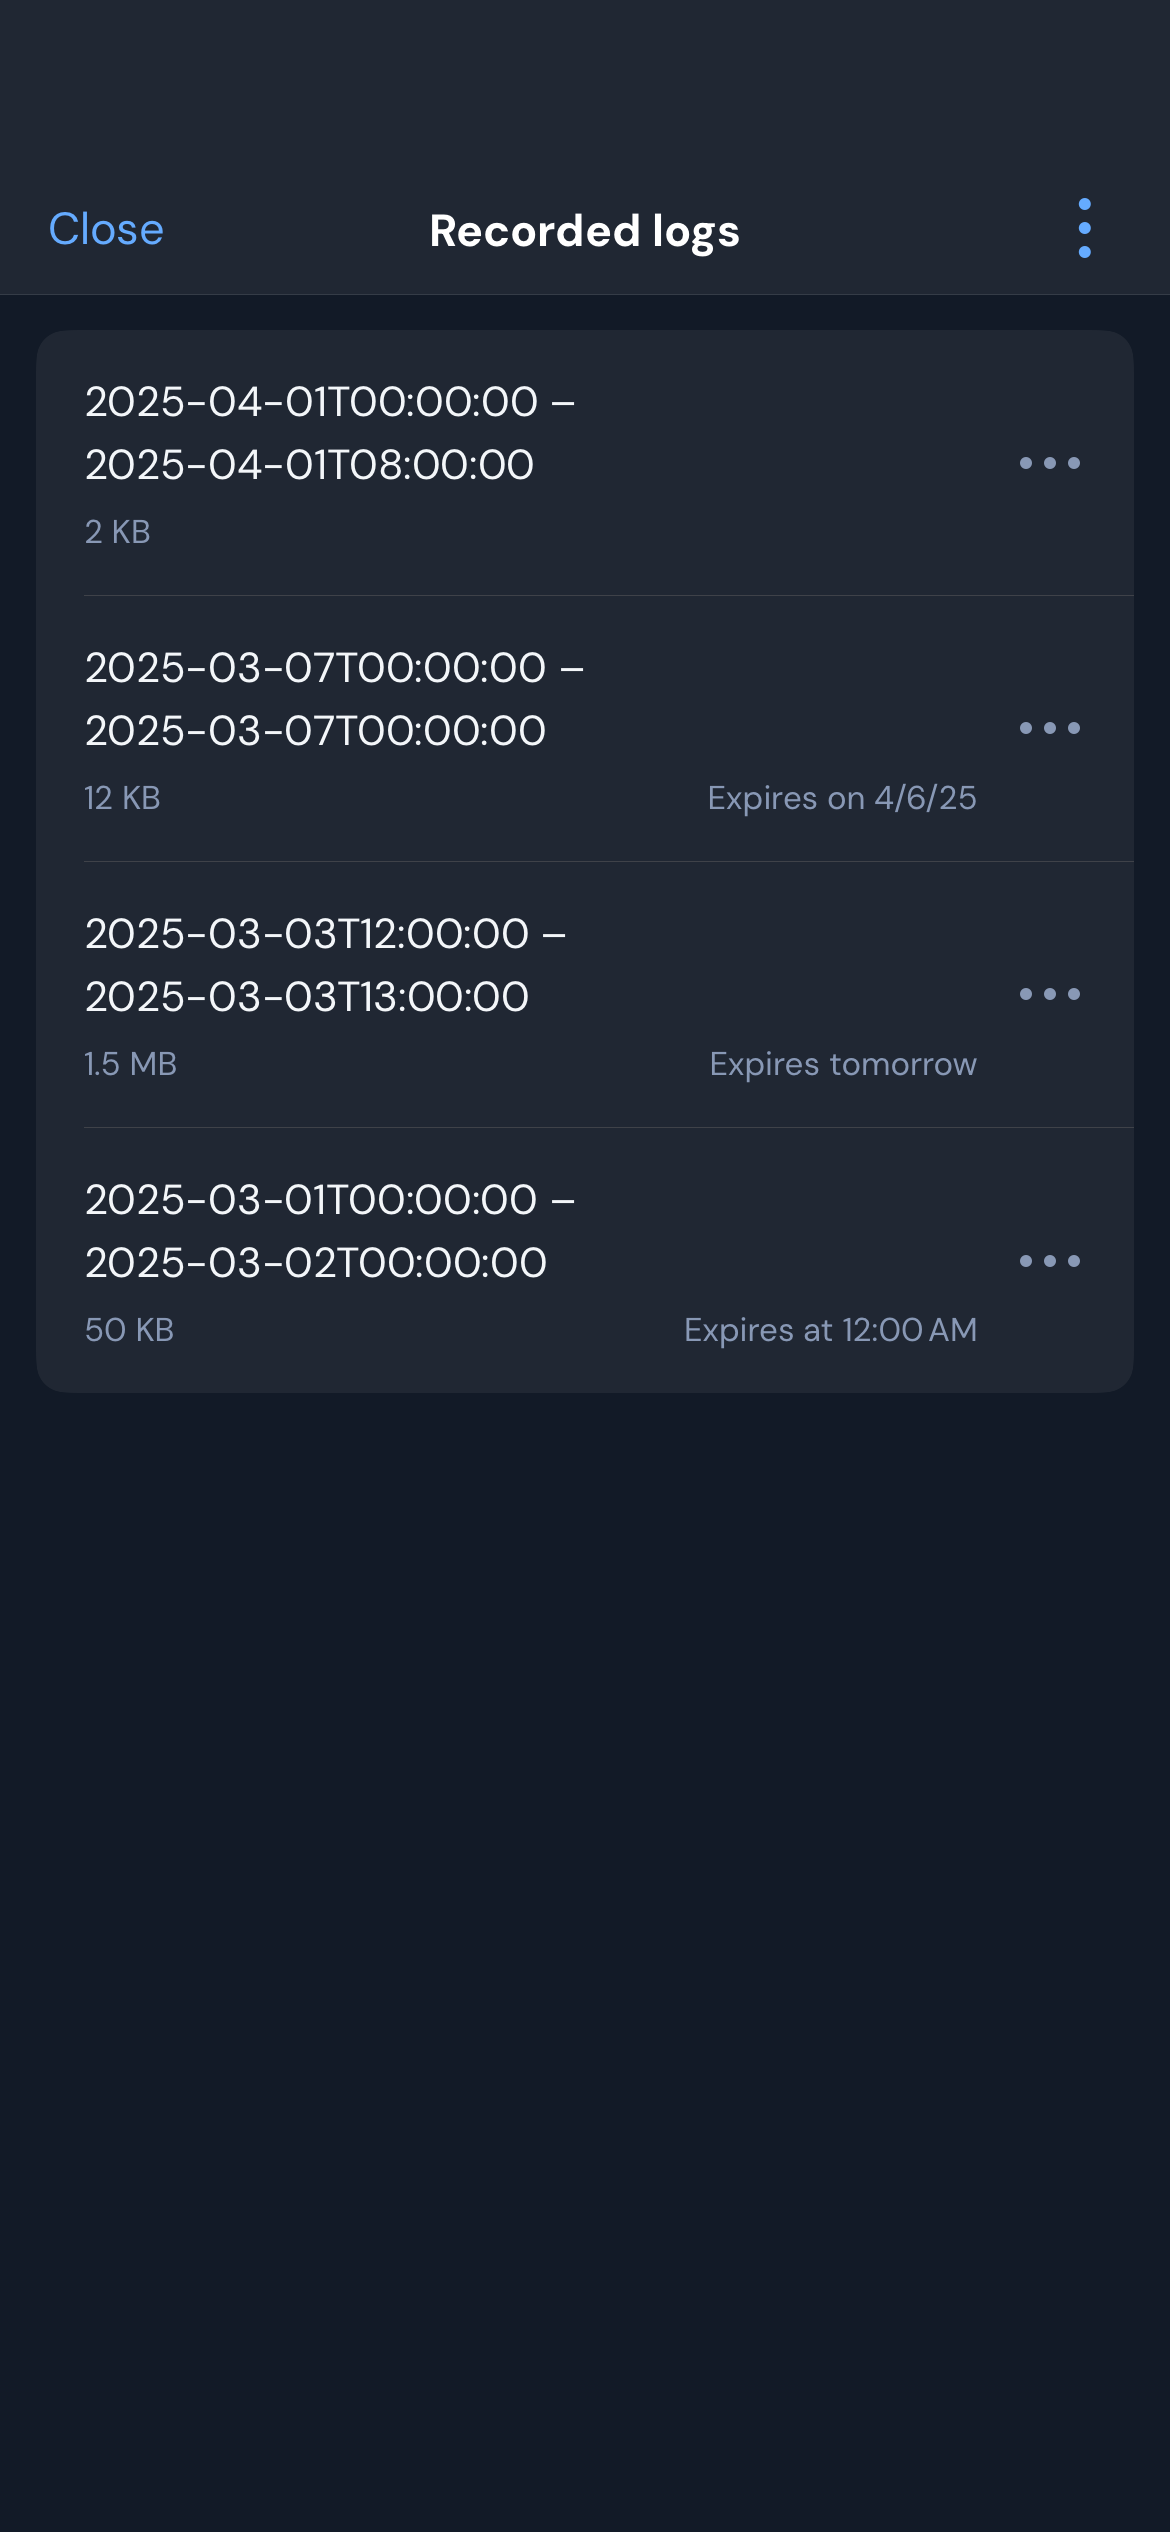 Close
Recorded logs
2025-04-01T00:00:00 –
2025-04-01T08:00:00
2 KB
2025-03-07T00:00:00 –
2025-03-07T00:00:00
12 KB
Expires on 4/6/25
2025-03-03T12:00:00 –
2025-03-03T13:00:00
1.5 MB
Expires tomorrow
2025-03-01T00:00:00 –
2025-03-02T00:00:00
50 KB
Expires at 12:00 AM